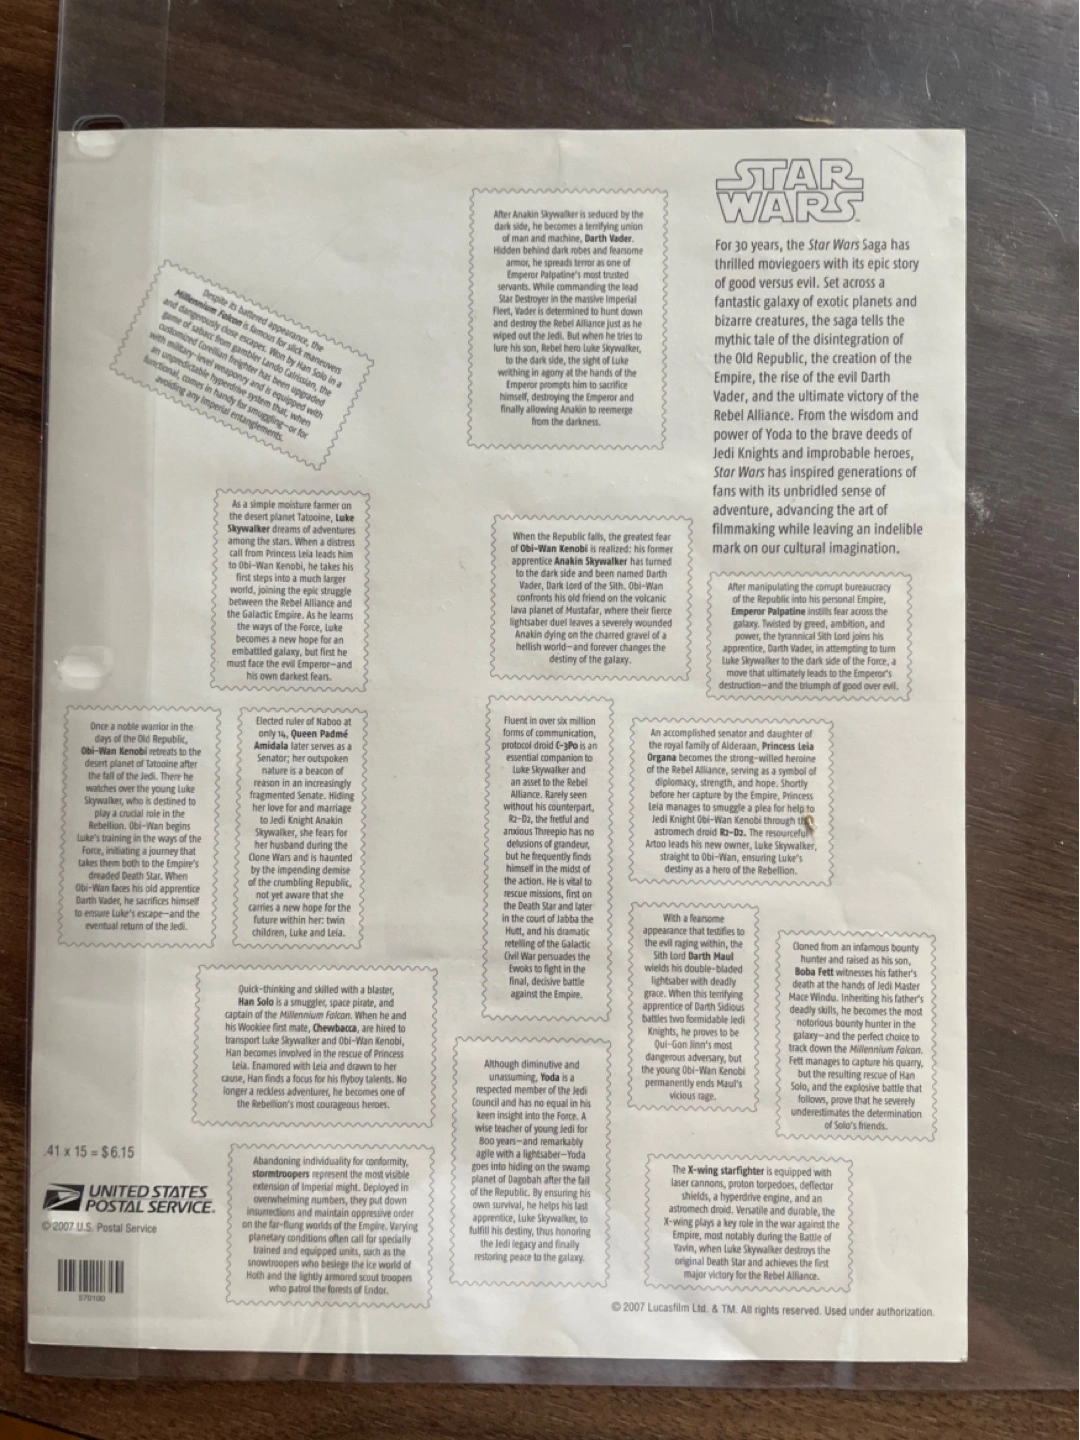 STAR
WARS
For 30 years, the Star Wars Saga has
thrilled moviegoers with its epic story
of good versus evil. Set across a
fantastic galaxy of exotic planets and
bizarre creatures, the saga tells the
mythic tale of the disintegration of
the Old Republic, the creation of the
Empire, the rise of the evil Darth
Vader, and the ultimate victory of the
Rebel Alliance. From the wisdom and
power of Yoda to the brave deeds of
Jedi Knights and improbable heroes,
Star Wars has inspired generations of
fans with its unbridled sense of
adventure, advancing the art of
filmmaking while leaving an indelible
mark on our cultural imagination.
After Anakin Skywalker is seduced by the
dark side, he becomes a terrifying union
of man and machine, Darth Vader.
Hidden behind dark robes and fearsome
armor, he spreads terror as one of
Emperor Palpatine's most trusted
servants. While commanding the lead
Star Destroyer in the massive Imperial
Fleet, Vader is determined to hunt down
and destroy the Rebel Alliance just as he
wiped out the Jedi. But when he tries to
lure his son, Rebel hero Luke Skywalker,
to the dark side, the sight of Luke
writhing in agony at the hands of the
Emperor prompts him to sacrifice
himself, destroying the Emperor and
finally allowing Anakin to reemerge
from the darkness.
Despite its battered appearance, the
Millennium Falcon is famous for slick maneuvers
and dangerously close escapes. Won by Han Solo in a
game of sabacc from gambler Lando Calrissian, the
customized Corellian freighter has been upgraded
with military-level weaponry and is equipped with
an unpredictable hyperdrive system that, when
functional, comes in handy for smuggling—or for
avoiding any imperial entanglements.
As a simple moisture farmer on
the desert planet Tatooine, Luke
Skywalker dreams of adventures
among the stars. When a distress
call from Princess Leia leads him
to Obi-Wan Kenobi, he takes his
first steps into a much larger
world, joining the epic struggle
between the Rebel Alliance and
the Galactic Empire. As he learns
the ways of the Force, Luke
becomes a new hope for an
embattled galaxy, but first he
must face the evil Emperor—and
his own darkest fears.
When the Republic falls, the greatest fear
of Obi-Wan Kenobi is realized: his former
apprentice Anakin Skywalker has turned
to the dark side and been named Darth
Vader, Dark Lord of the Sith. Obi-Wan
confronts his old friend on the volcanic
lava planet of Mustafar, where their fierce
lightsaber duel leaves a severely wounded
Anakin dying on the charred gravel of a
hellish world—and forever changes the
destiny of the galaxy.
After manipulating the corrupt bureaucracy
of the Republic into his personal Empire,
Emperor Palpatine instills fear across the
galaxy. Twisted by greed, ambition, and
power, the tyrannical Sith Lord joins his
apprentice, Darth Vader, in attempting to turn
Luke Skywalker to the dark side of the Force, a
move that ultimately leads to the Emperor's
destruction—and the triumph of good over evil.
Once a noble warrior in the
days of the Old Republic,
Obi-Wan Kenobi retreats to the
desert planet of Tatooine after
the fall of the Jedi. There he
watches over the young Luke
Skywalker, who is destined to
play a crucial role in the
Rebellion. Obi-Wan begins
Luke's training in the ways of the
Force, initiating a journey that
takes them both to the Empire's
dreaded Death Star. When
Obi-Wan faces his old apprentice
Darth Vader, he sacrifices himself
to ensure Luke's escape—and the
eventual return of the Jedi.
Elected ruler of Naboo at
only 14, Queen Padmé
Amidala later serves as a
Senator; her outspoken
nature is a beacon of
reason in an increasingly
fragmented Senate. Hiding
her love for and marriage
to Jedi Knight Anakin
Skywalker, she fears for
her husband during the
Clone Wars and is haunted
by the impending demise
of the crumbling Republic,
not yet aware that she
carries a new hope for the
future within her: twin
children, Luke and Leia.
Fluent in over six million
forms of communication,
protocol droid C-3PO is an
essential companion to
Luke Skywalker and
an asset to the Rebel
Alliance. Rarely seen
without his counterpart,
R2-D2, the fretful and
anxious Threepio has no
delusions of grandeur,
but he frequently finds
himself in the midst of
the action. He is vital to
rescue missions, first on
the Death Star and later
in the court of Jabba the
Hutt, and his dramatic
retelling of the Galactic
Civil War persuades the
Ewoks to fight in the
final, decisive battle
against the Empire.
An accomplished senator and daughter of
the royal family of Alderaan, Princess Leia
Organa becomes the strong-willed heroine
of the Rebel Alliance, serving as a symbol of
diplomacy, strength, and hope. Shortly
before her capture by the Empire, Princess
Leia manages to smuggle a plea for help to
Jedi Knight Obi-Wan Kenobi through the
astromech droid R2-D2. The resourceful
Artoo leads his new owner, Luke Skywalker,
straight to Obi-Wan, ensuring Luke's
destiny as a hero of the Rebellion.
With a fearsome
appearance that testifies to
the evil raging within, the
Sith Lord Darth Maul
wields his double-bladed
lightsaber with deadly
grace. When this terrifying
apprentice of Darth Sidious
battles two formidable Jedi
Knights, he proves to be
Qui-Gon Jinn's most
dangerous adversary, but
the young Obi-Wan Kenobi
permanently ends Maul's
vicious rage.
Cloned from an infamous bounty
hunter and raised as his son,
Boba Fett witnesses his father's
death at the hands of Jedi Master
Mace Windu. Inheriting his father's
deadly skills, he becomes the most
notorious bounty hunter in the
galaxy—and the perfect choice to
track down the Millennium Falcon.
Fett manages to capture his quarry,
but the resulting rescue of Han
Solo, and the explosive battle that
follows, prove that he severely
underestimates the determination
of Solo's friends.
Quick-thinking and skilled with a blaster,
Han Solo is a smuggler, space pirate, and
captain of the Millennium Falcon. When he and
his Wookiee first mate, Chewbacca, are hired to
transport Luke Skywalker and Obi-Wan Kenobi,
Han becomes involved in the rescue of Princess
Leia. Enamored with Leia and drawn to her
cause, Han finds a focus for his flyboy talents. No
longer a reckless adventurer, he becomes one of
the Rebellion's most courageous heroes.
Although diminutive and
unassuming, Yoda is a
respected member of the Jedi
Council and has no equal in his
keen insight into the Force. A
wise teacher of young Jedi for
800 years—and remarkably
agile with a lightsaber—Yoda
goes into hiding on the swamp
planet of Dagobah after the fall
of the Republic. By ensuring his
own survival, he helps his last
apprentice, Luke Skywalker, to
fulfill his destiny, thus honoring
the Jedi legacy and finally
restoring peace to the galaxy.
Abandoning individuality for conformity,
stormtroopers represent the most visible
extension of Imperial might. Deployed in
overwhelming numbers, they put down
insurrections and maintain oppressive order
on the far-flung worlds of the Empire. Varying
planetary conditions often call for specially
trained and equipped units, such as the
snowtroopers who besiege the ice world of
Hoth and the lightly armored scout troopers
who patrol the forests of Endor.
The X-wing starfighter is equipped with
laser cannons, proton torpedoes, deflector
shields, a hyperdrive engine, and an
astromech droid. Versatile and durable, the
X-wing plays a key role in the war against the
Empire, most notably during the Battle of
Yavin, when Luke Skywalker destroys the
original Death Star and achieves the first
major victory for the Rebel Alliance.
.41 x 15 = $6.15
UNITED STATES
POSTAL SERVICE.
© 2007 U.S. Postal Service
570100
© 2007 Lucasfilm Ltd. & TM. All rights reserved. Used under authorization.